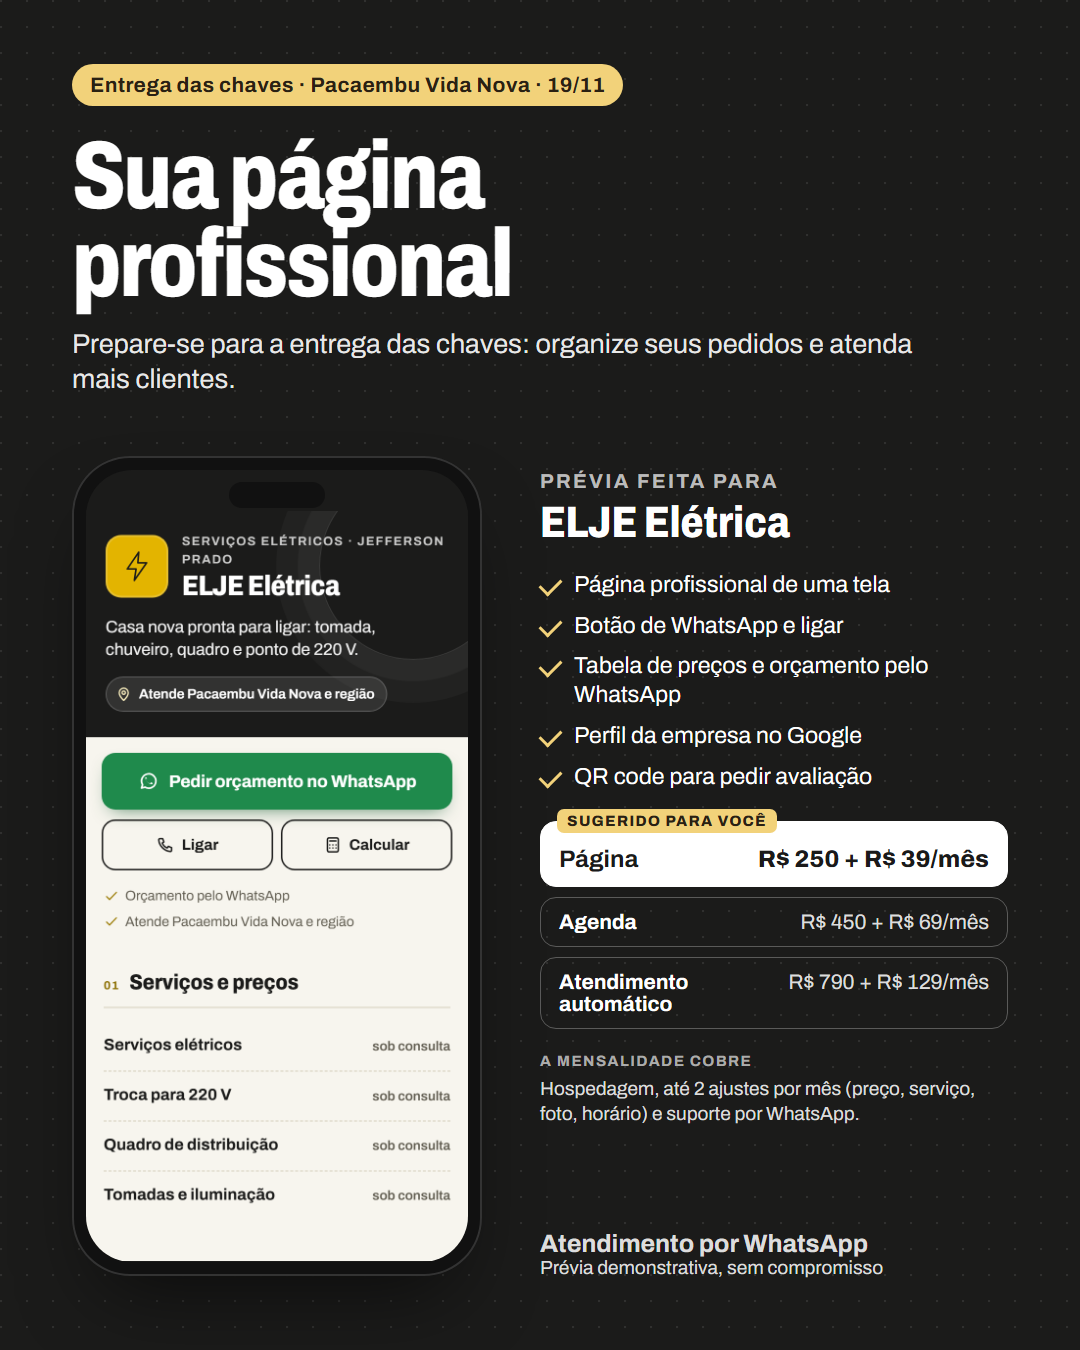 Entrega das chaves · Pacaembu Vida Nova · 19/11
Sua página
profissional
Prepare-se para a entrega das chaves: organize seus pedidos e atenda
mais clientes.
SERVIÇOS ELÉTRICOS · JEFFERSON
PRADO
ELJE Elétrica
Casa nova pronta para ligar: tomada,
chuveiro, quadro e ponto de 220 V.
Atende Pacaembu Vida Nova e região
Pedir orçamento no WhatsApp
Ligar
Calcular
Orçamento pelo WhatsApp
Atende Pacaembu Vida Nova e região
01 Serviços e preços
Serviços elétricos sob consulta
Troca para 220 V sob consulta
Quadro de distribuição sob consulta
Tomadas e iluminação sob consulta
PRÉVIA FEITA PARA
ELJE Elétrica
Página profissional de uma tela
Botão de WhatsApp e ligar
Tabela de preços e orçamento pelo
WhatsApp
Perfil da empresa no Google
QR code para pedir avaliação
SUGERIDO PARA VOCÊ
Página R$ 250 + R$ 39/mês
Agenda R$ 450 + R$ 69/mês
Atendimento R$ 790 + R$ 129/mês
automático
A MENSALIDADE COBRE
Hospedagem, até 2 ajustes por mês (preço, serviço,
foto, horário) e suporte por WhatsApp.
Atendimento por WhatsApp
Prévia demonstrativa, sem compromisso